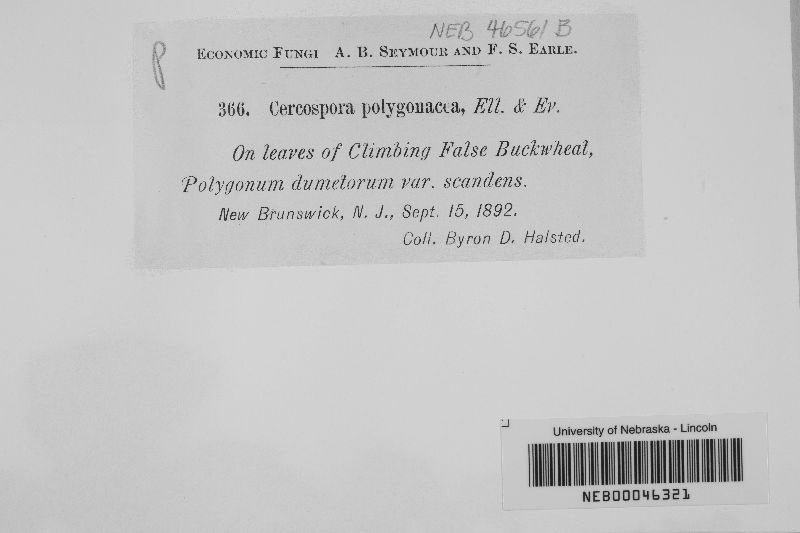 NEB 46561 B
P
Economic Fungi A. B. Seymour and F. S. Earle.
366. Cercospora polygonacea, Ell. & Ev.
On leaves of Climbing False Buckwheat,
Polygonum dumetorum var. scandens.
New Brunswick, N. J., Sept. 15, 1892.
Coll. Byron D. Halsted.
University of Nebraska - Lincoln
NEB00046321